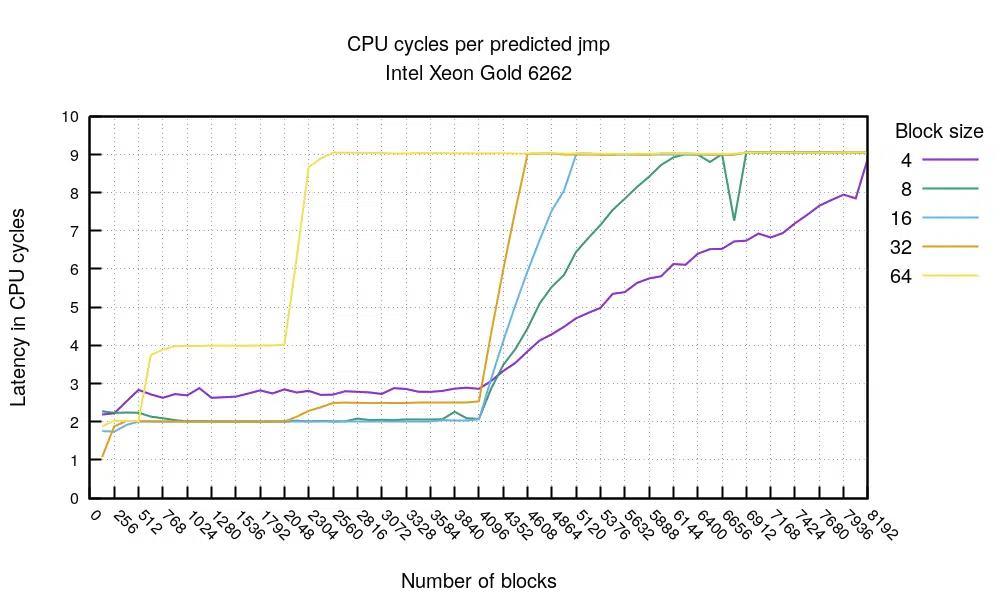 CPU cycles per predicted jmp
Intel Xeon Gold 6262
Block size
4
8
16
32
64
10
9
8
7
6
5
4
3
2
1
0
Latency in CPU cycles
0 256 512 768 1024 1280 1536 1792 2048 2304 2560 2816 3072 3328 3584 3840 4096 4352 4608 4864 5120 5376 5632 5888 6144 6400 6656 6912 7168 7424 7680 7936 8192
Number of blocks